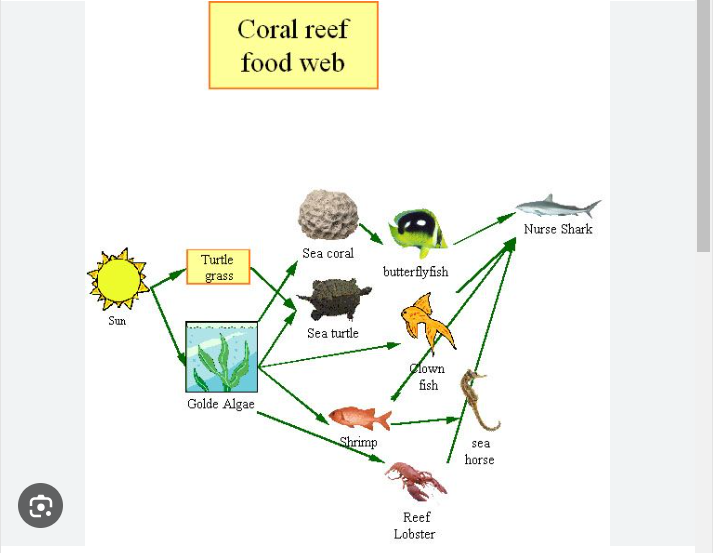 Coral reef
food web
Nurse Shark
Sea coral
butterflyfish
Turtle
grass
Sun
Sea turtle
Clown
fish
Golde Algae
Shrimp
sea
horse
Reef
Lobster